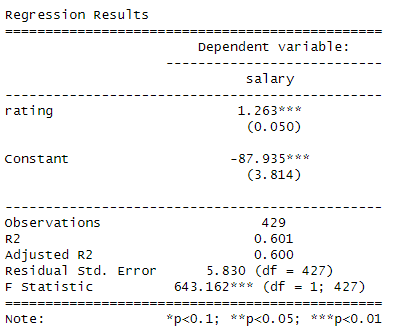 Regression Results
===============================================
Dependent variable:
---------------------------
salary
-----------------------------------------------
rating 1.263***
(0.050)
Constant -87.935***
(3.814)
-----------------------------------------------
Observations 429
R2 0.601
Adjusted R2 0.600
Residual Std. Error 5.830 (df = 427)
F Statistic 643.162*** (df = 1; 427)
===============================================
Note: *p<0.1; **p<0.05; ***p<0.01